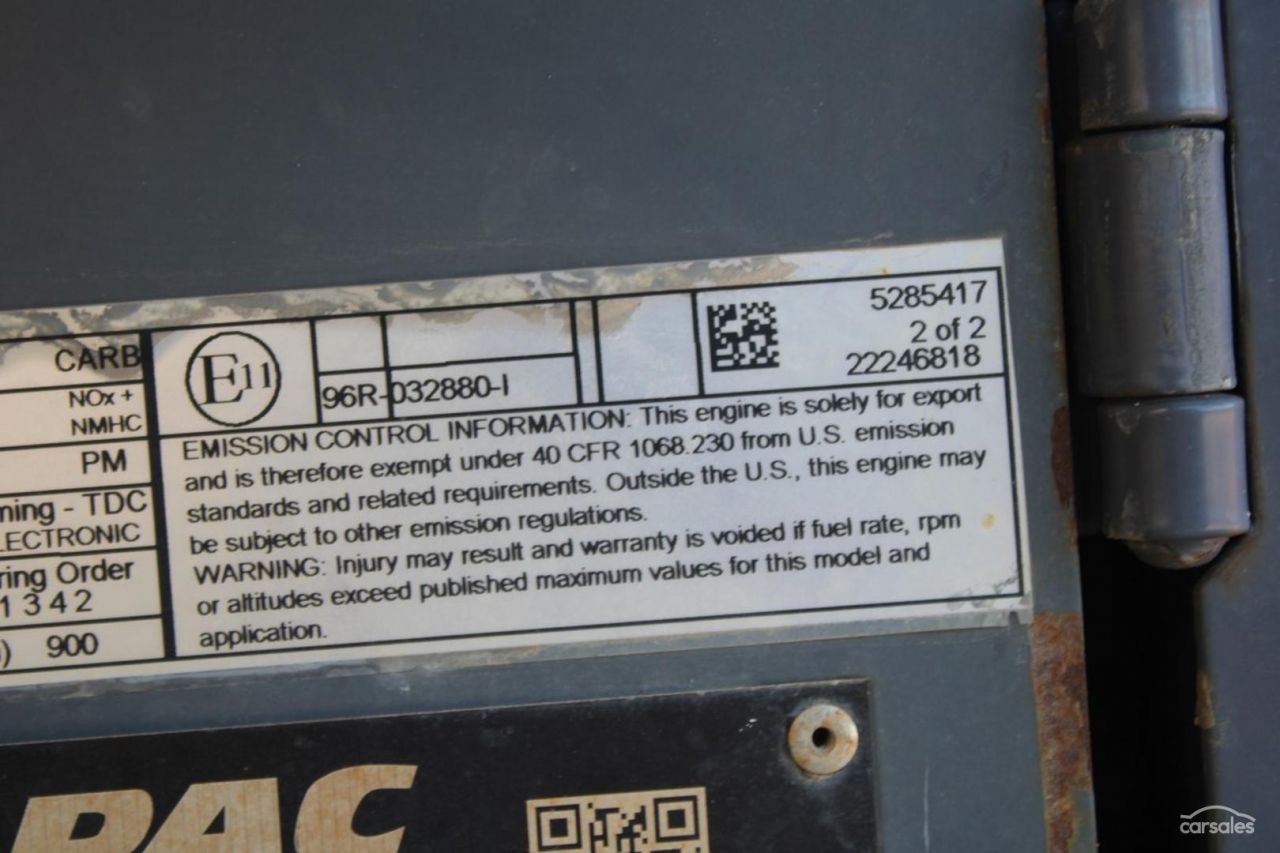 CARB
NOx +
NMHC
PM
ning - TDC
LECTRONIC
ring Order
1 3 4 2
) 900
E11
96R-032880-I
5285417
2 of 2
22246818
EMISSION CONTROL INFORMATION: This engine is solely for export
and is therefore exempt under 40 CFR 1068.230 from U.S. emission
standards and related requirements. Outside the U.S., this engine may
be subject to other emission regulations.
WARNING: Injury may result and warranty is voided if fuel rate, rpm
or altitudes exceed published maximum values for this model and
application.
PAC
carsales